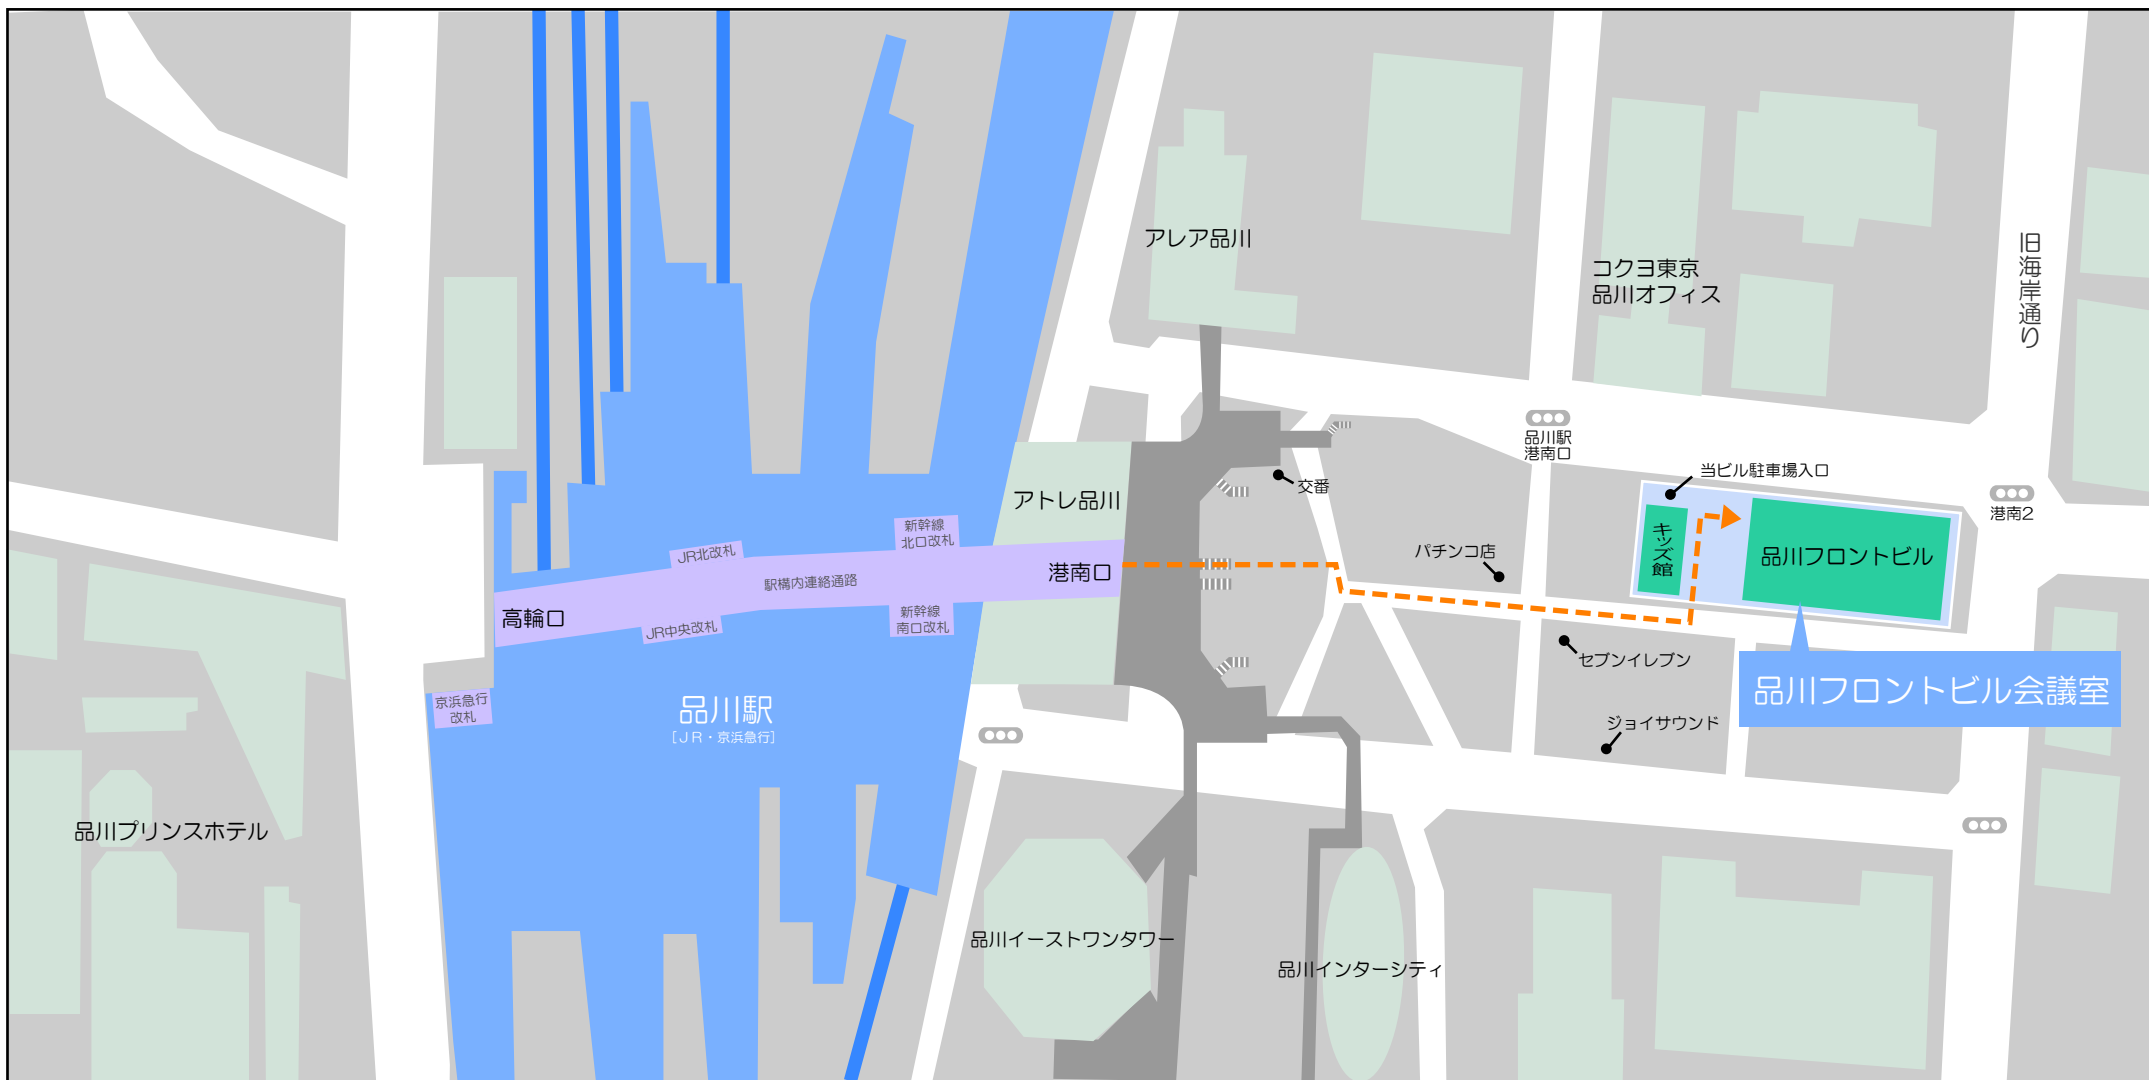 アレア品川
コクヨ東京
品川オフィス
旧海岸通り
品川駅
港南口
当ビル駐車場入口
交番
港南2
アトレ品川
パチンコ店
キッズ館
品川フロントビル
新幹線
北口改札
JR北改札
駅構内連絡通路
港南口
高輪口
新幹線
南口改札
JR中央改札
セブンイレブン
品川フロントビル会議室
京浜急行
改札
品川駅
[JR・京浜急行]
ジョイサウンド
品川プリンスホテル
品川イーストワンタワー
品川インターシティ